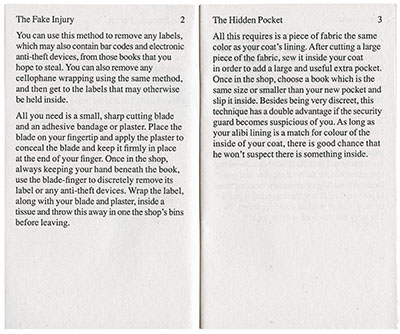 The Fake Injury 2
You can use this method to remove any labels,
which may also contain bar codes and electronic
anti-theft devices, from those books that you
hope to steal. You can also remove any
cellophane wrapping using the same method,
and then get to the labels that may otherwise
be held inside.
All you need is a small, sharp cutting blade
and an adhesive bandage or plaster. Place the
blade on your fingertip and apply the plaster to
conceal the blade and keep it firmly in place
at the end of your finger. Once in the shop,
always keeping your hand beneath the book,
use the blade-finger to discretely remove its
label or any anti-theft devices. Wrap the label,
along with your blade and plaster, inside a
tissue and throw this away in one the shop's bins
before leaving.
The Hidden Pocket 3
All this requires is a piece of fabric the same
color as your coat's lining. After cutting a large
piece of the fabric, sew it inside your coat
in order to add a large and useful extra pocket.
Once in the shop, choose a book which is the
same size or smaller than your new pocket and
slip it inside. Besides being very discreet, this
technique has a double advantage if the security
guard becomes suspicious of you. As long as
your alibi lining is a match for colour of the
inside of your coat, there is good chance that
he won't suspect there is something inside.